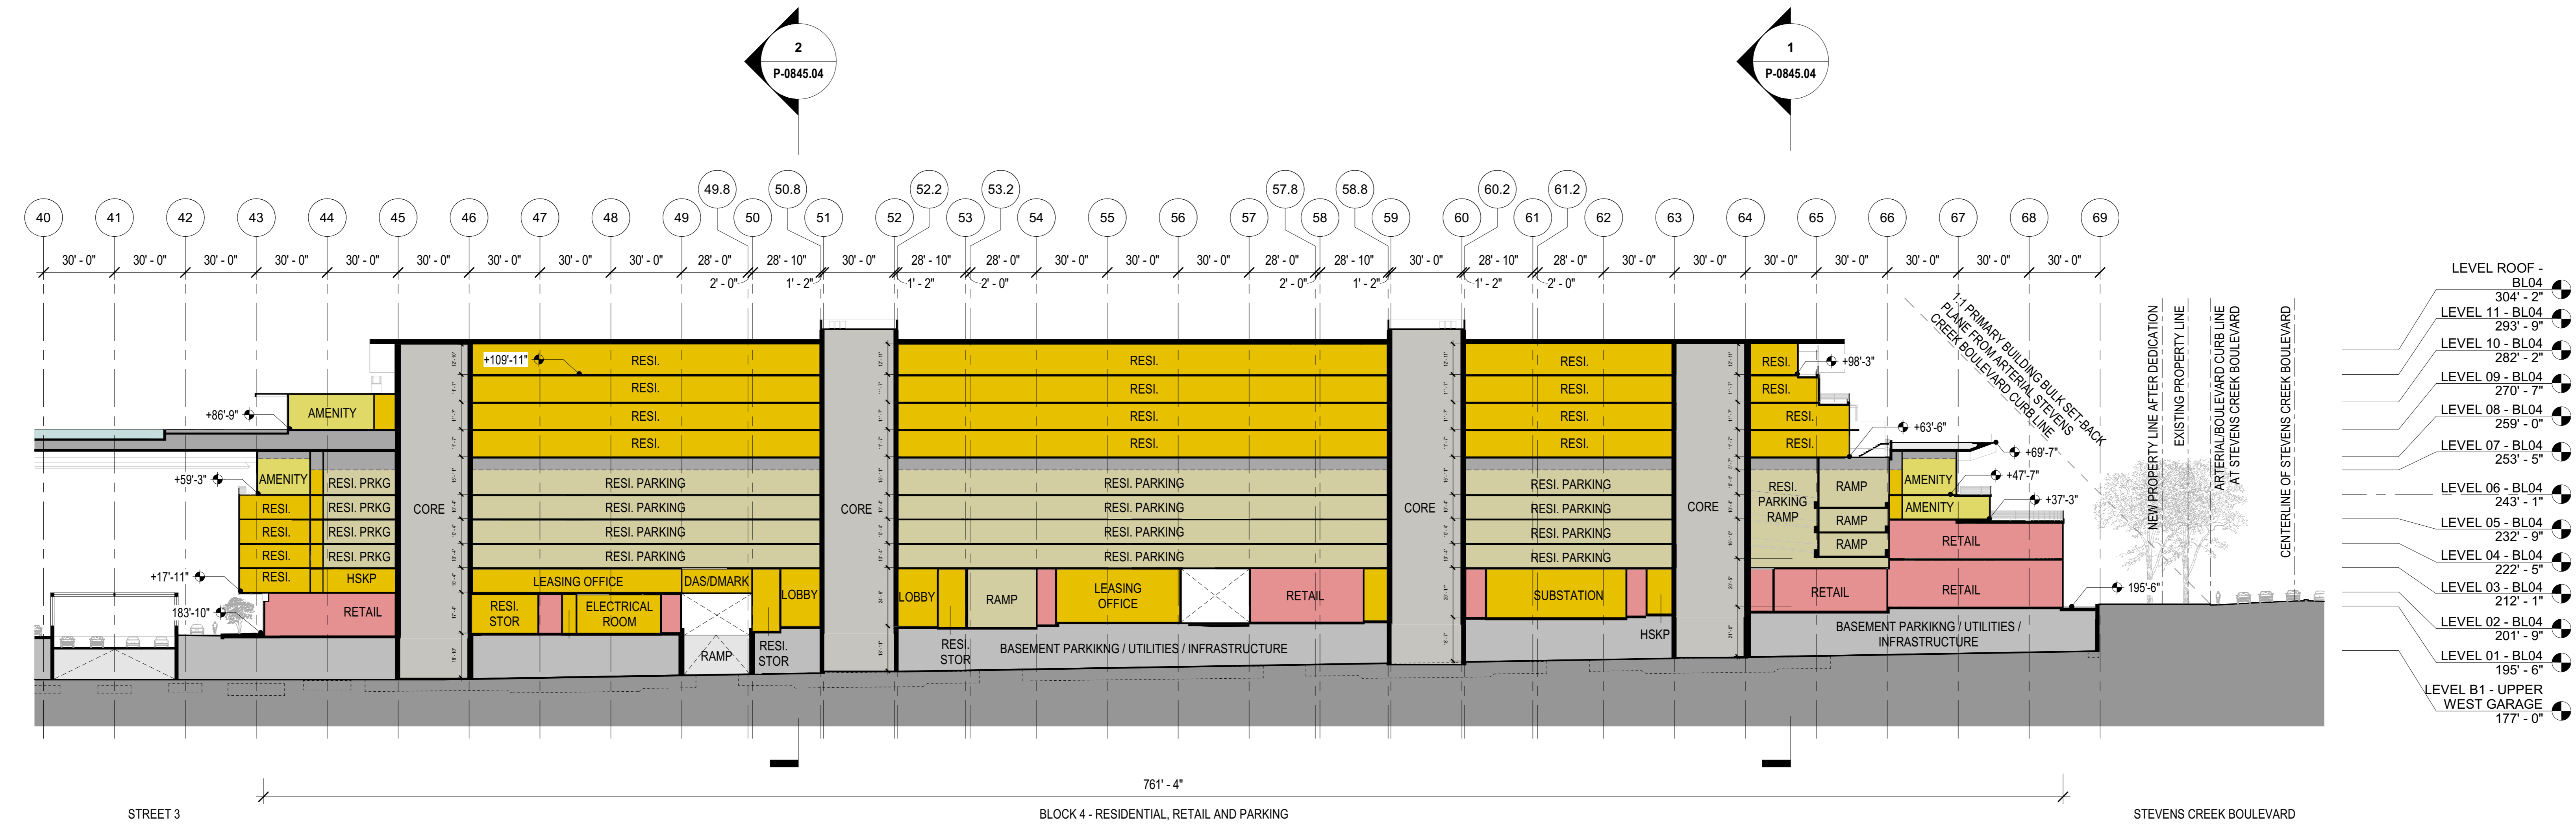 2
P-0845.04
1
P-0845.04
49.8
50.8
52.2
53.2
57.8
58.8
60.2
61.2
40
41
42
43
44
45
46
47
48
49
50
51
52
53
54
55
56
57
58
59
60
61
62
63
64
65
66
67
68
69
30' - 0" 30' - 0" 30' - 0" 30' - 0" 30' - 0" 30' - 0" 30' - 0" 30' - 0" 30' - 0" 28' - 0" 28' - 10" 30' - 0" 28' - 10" 28' - 0" 30' - 0" 30' - 0" 30' - 0" 28' - 0" 28' - 10" 30' - 0" 28' - 10" 28' - 0" 30' - 0" 30' - 0" 30' - 0" 30' - 0" 30' - 0" 30' - 0" 30' - 0"
2' - 0" 1' - 2" 1' - 2" 2' - 0" 2' - 0" 1' - 2" 1' - 2" 2' - 0"
1:1 PRIMARY BUILDING BULK SET-BACK
PLANE FROM ARTERIAL STEVENS
CREEK BOULEVARD CURB LINE
NEW PROPERTY LINE AFTER DEDICATION
EXISTING PROPERTY LINE
ARTERIAL/BOULEVARD CURB LINE
AT STEVENS CREEK BOULEVARD
CENTERLINE OF STEVENS CREEK BOULEVARD
LEVEL ROOF -
BL04
304' - 2"
LEVEL 11 - BL04
293' - 9"
LEVEL 10 - BL04
282' - 2"
LEVEL 09 - BL04
270' - 7"
LEVEL 08 - BL04
259' - 0"
LEVEL 07 - BL04
253' - 5"
LEVEL 06 - BL04
243' - 1"
LEVEL 05 - BL04
232' - 9"
LEVEL 04 - BL04
222' - 5"
LEVEL 03 - BL04
212' - 1"
LEVEL 02 - BL04
201' - 9"
LEVEL 01 - BL04
195' - 6"
LEVEL B1 - UPPER
WEST GARAGE
177' - 0"
+86'-9"
AMENITY
+59'-3"
AMENITY
RESI. PRKG
RESI. RESI. PRKG
RESI. RESI. PRKG
RESI. RESI. PRKG
+17'-11"
RESI. HSKP
183'-10"
RETAIL
CORE
+109'-11"
RESI.
RESI.
RESI.
RESI.
RESI. PARKING
RESI. PARKING
RESI. PARKING
RESI. PARKING
LEASING OFFICE
DAS/DMARK
RESI.
STOR
ELECTRICAL
ROOM
LOBBY
RAMP
RESI.
STOR
CORE
RESI.
RESI.
RESI.
RESI.
RESI. PARKING
RESI. PARKING
RESI. PARKING
RESI. PARKING
LOBBY
RAMP
LEASING
OFFICE
RETAIL
RESI.
STOR
BASEMENT PARKIKNG / UTILITIES / INFRASTRUCTURE
CORE
RESI.
RESI.
RESI.
RESI.
RESI. PARKING
RESI. PARKING
RESI. PARKING
RESI. PARKING
SUBSTATION
HSKP
CORE
RESI.
+98'-3"
RESI.
RESI.
RESI.
+63'-6"
+69'-7"
RESI.
PARKING
RAMP
RAMP
RAMP
RAMP
AMENITY
+47'-7"
AMENITY
+37'-3"
RETAIL
RETAIL
RETAIL
195'-6"
BASEMENT PARKIKNG / UTILITIES /
INFRASTRUCTURE
761' - 4"
STREET 3
BLOCK 4 - RESIDENTIAL, RETAIL AND PARKING
STEVENS CREEK BOULEVARD